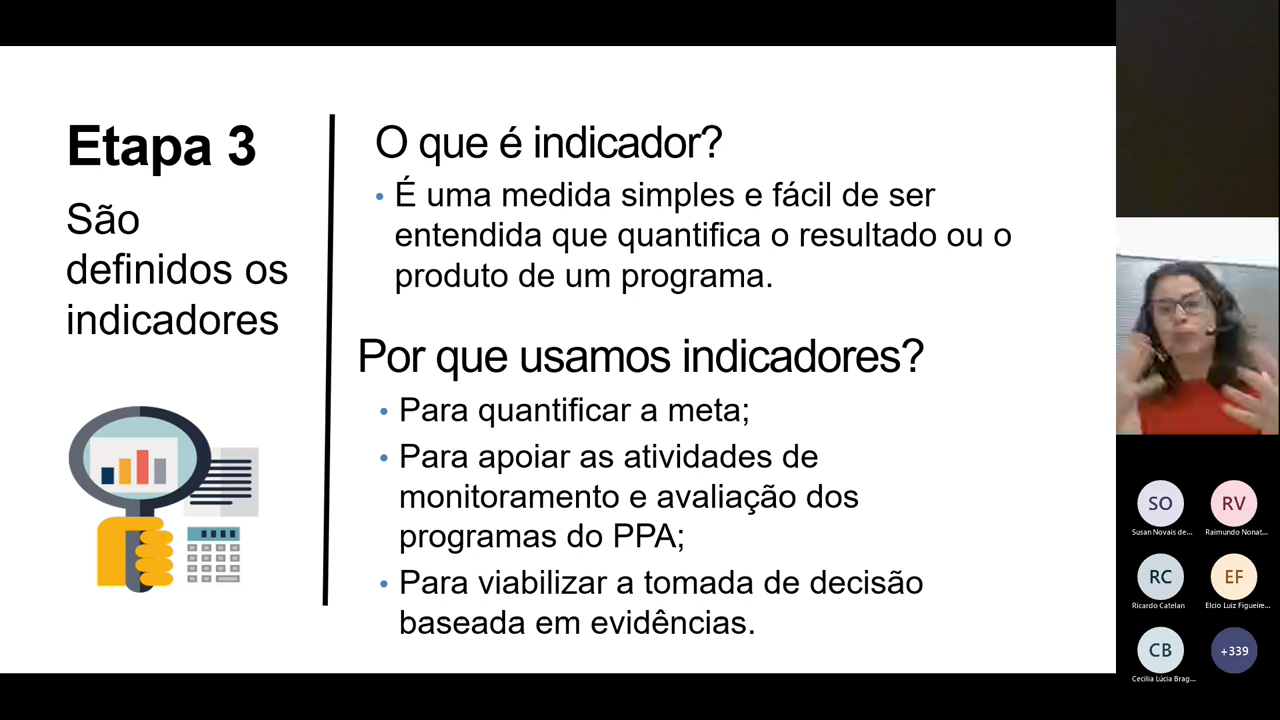 Etapa 3
São
definidos os
indicadores
O que é indicador?
• É uma medida simples e fácil de ser
entendida que quantifica o resultado ou o
produto de um programa.
Por que usamos indicadores?
• Para quantificar a meta;
• Para apoiar as atividades de
monitoramento e avaliação dos
programas do PPA;
• Para viabilizar a tomada de decisão
baseada em evidências.
SO
Susan Novais de...
RV
Raimundo Nonat...
RC
Ricardo Catelan
EF
Elcio Luiz Figueire...
CB
Cecilia Lúcia Brag...
+339